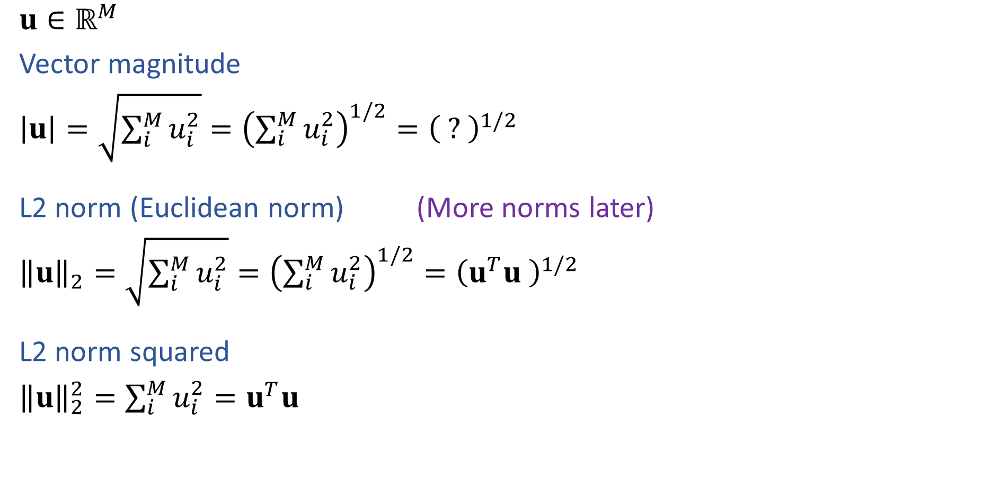 𝐮 ∈ ℝ^M
Vector magnitude
|𝐮| = √(∑_i^M u_i^2) = (∑_i^M u_i^2)^{1/2} = ( ? )^{1/2}
L2 norm (Euclidean norm) (More norms later)
‖𝐮‖_2 = √(∑_i^M u_i^2) = (∑_i^M u_i^2)^{1/2} = (𝐮^T 𝐮 )^{1/2}
L2 norm squared
‖𝐮‖_2^2 = ∑_i^M u_i^2 = 𝐮^T 𝐮